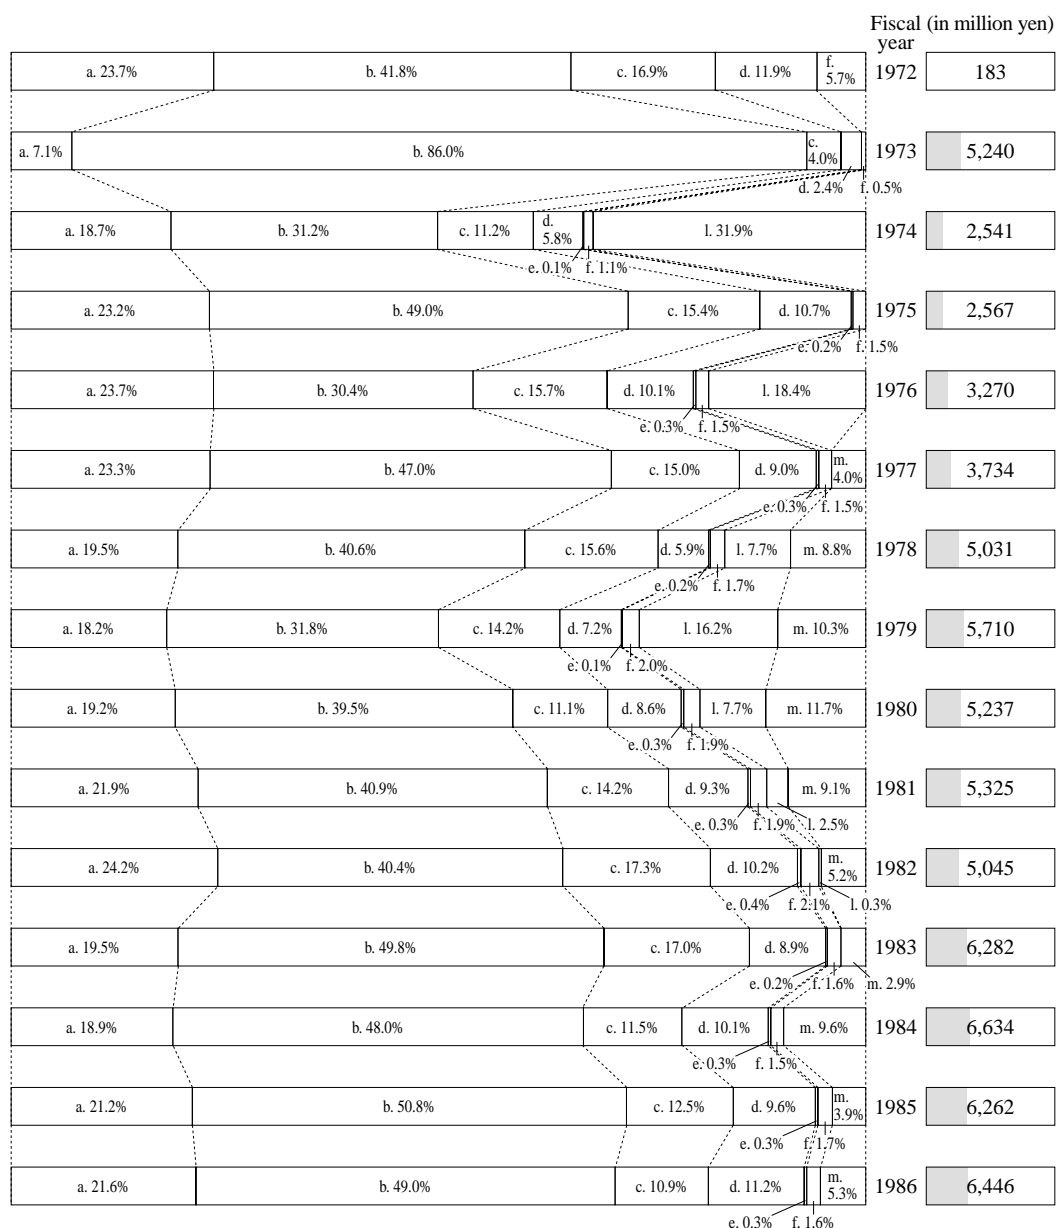 Fiscal year (in million yen)
a. 23.7% b. 41.8% c. 16.9% d. 11.9% f. 5.7% 1972 183
a. 7.1% b. 86.0% c. 4.0% 1973 5,240
d. 2.4% f. 0.5%
a. 18.7% b. 31.2% c. 11.2% d. 5.8% l. 31.9% 1974 2,541
e. 0.1% f. 1.1%
a. 23.2% b. 49.0% c. 15.4% d. 10.7% 1975 2,567
e. 0.2% f. 1.5%
a. 23.7% b. 30.4% c. 15.7% d. 10.1% l. 18.4% 1976 3,270
e. 0.3% f. 1.5%
a. 23.3% b. 47.0% c. 15.0% d. 9.0% m. 4.0% 1977 3,734
e. 0.3% f. 1.5%
a. 19.5% b. 40.6% c. 15.6% d. 5.9% l. 7.7% m. 8.8% 1978 5,031
e. 0.2% f. 1.7%
a. 18.2% b. 31.8% c. 14.2% d. 7.2% l. 16.2% m. 10.3% 1979 5,710
e. 0.1% f. 2.0%
a. 19.2% b. 39.5% c. 11.1% d. 8.6% l. 7.7% m. 11.7% 1980 5,237
e. 0.3% f. 1.9%
a. 21.9% b. 40.9% c. 14.2% d. 9.3% m. 9.1% 1981 5,325
e. 0.3% f. 1.9% l. 2.5%
a. 24.2% b. 40.4% c. 17.3% d. 10.2% m. 5.2% 1982 5,045
e. 0.4% f. 2.1% l. 0.3%
a. 19.5% b. 49.8% c. 17.0% d. 8.9% 1983 6,282
e. 0.2% f. 1.6% m. 2.9%
a. 18.9% b. 48.0% c. 11.5% d. 10.1% m. 9.6% 1984 6,634
e. 0.3% f. 1.5%
a. 21.2% b. 50.8% c. 12.5% d. 9.6% m. 3.9% 1985 6,262
e. 0.3% f. 1.7%
a. 21.6% b. 49.0% c. 10.9% d. 11.2% m. 5.3% 1986 6,446
e. 0.3% f. 1.6%